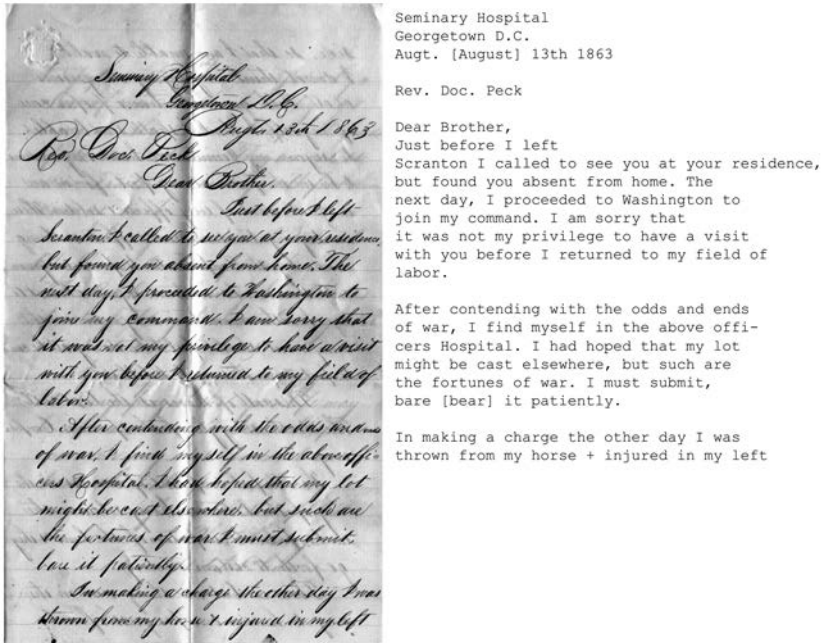 Seminary Hospital
Georgetown D.C.
Augt. 13th 1863
Rev. Doc. Peck
Dear Brother.
Just before I left
Scranton I called to see you at your residence,
but found you absent from home. The
next day, I proceeded to Washington to
join my command. I am sorry that
it was not my privilege to have a visit
with you before I returned to my field of
labor.
After contending with the odds and ends
of war, I find myself in the above offi-
cers Hospital. I had hoped that my lot
might be cast elsewhere, but such are
the fortunes of war. I must submit,
bare it patiently.
In making a charge the other day I was
thrown from my horse + injured in my left
Seminary Hospital
Georgetown D.C.
Augt. [August] 13th 1863
Rev. Doc. Peck
Dear Brother,
Just before I left
Scranton I called to see you at your residence,
but found you absent from home. The
next day, I proceeded to Washington to
join my command. I am sorry that
it was not my privilege to have a visit
with you before I returned to my field of
labor.
After contending with the odds and ends
of war, I find myself in the above offi-
cers Hospital. I had hoped that my lot
might be cast elsewhere, but such are
the fortunes of war. I must submit,
bare [bear] it patiently.
In making a charge the other day I was
thrown from my horse + injured in my left